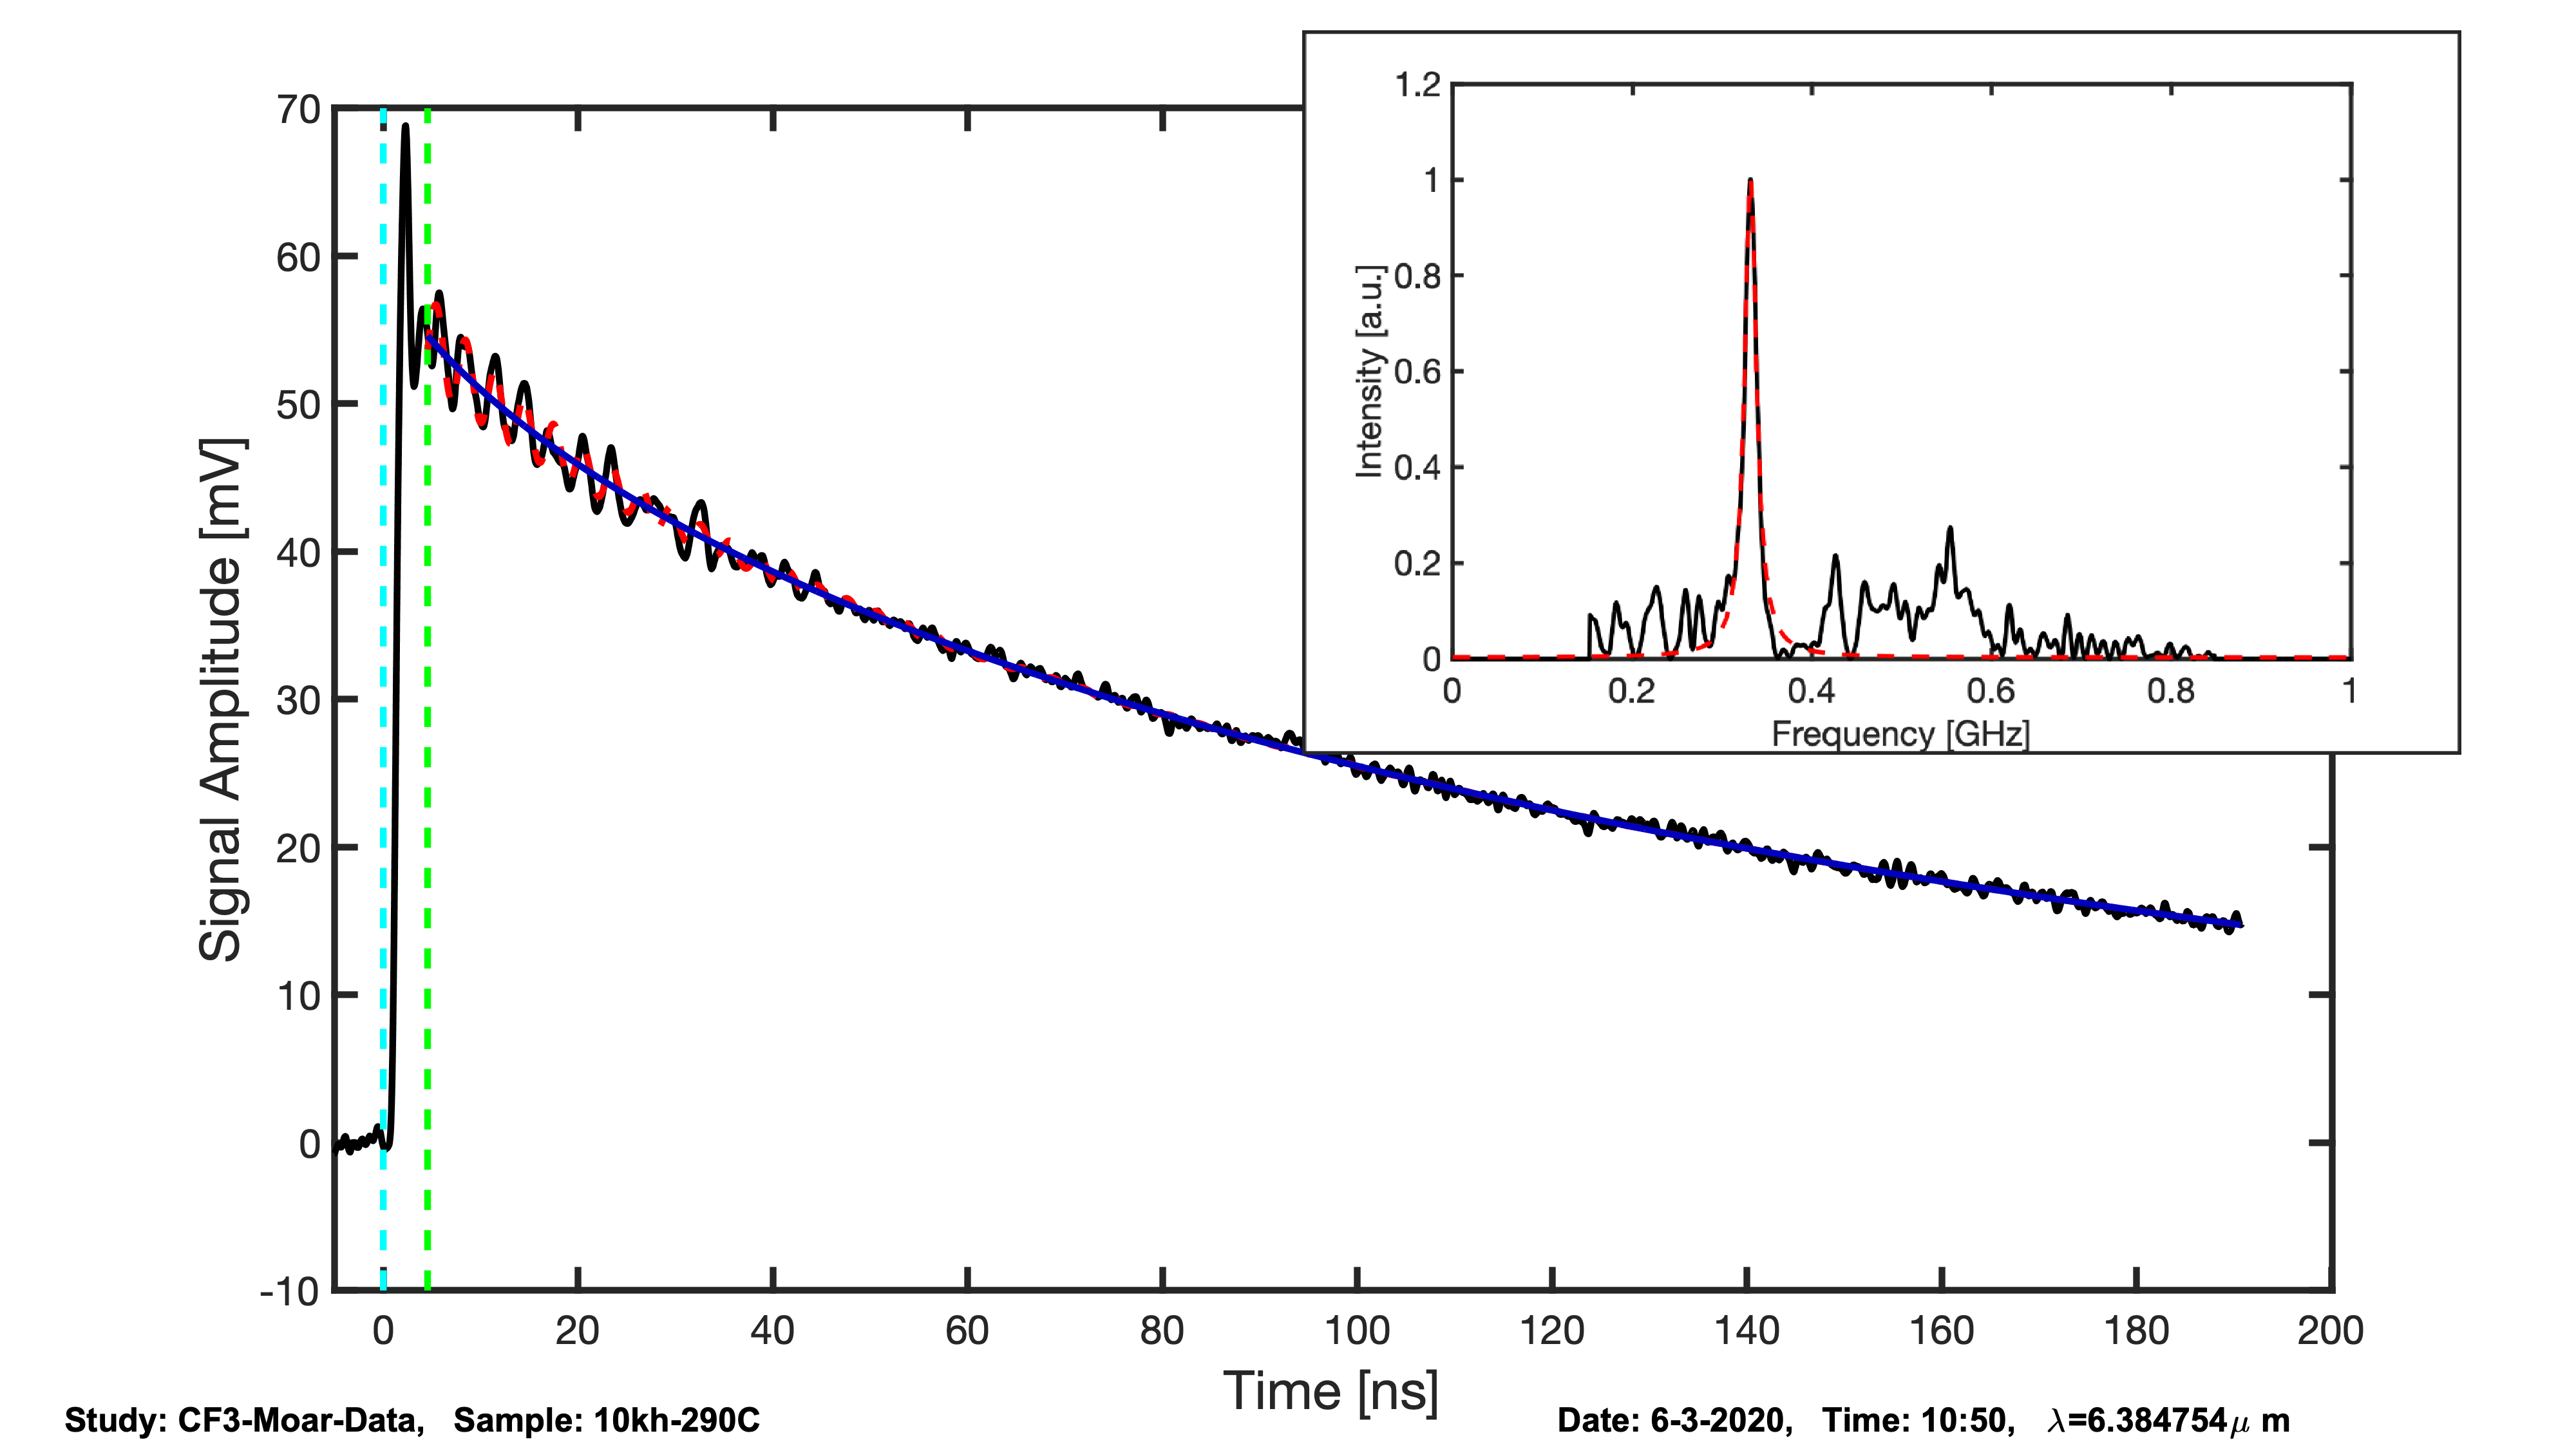 1.2
1
0.8
0.6
0.4
0.2
0
Intensity [a.u.]
0 0.2 0.4 0.6 0.8 1
Frequency [GHz]
70
60
50
40
30
20
10
0
-10
Signal Amplitude [mV]
0 20 40 60 80 100 120 140 160 180 200
Time [ns]
Study: CF3-Moar-Data, Sample: 10kh-290C
Date: 6-3-2020, Time: 10:50, λ=6.384754μ m